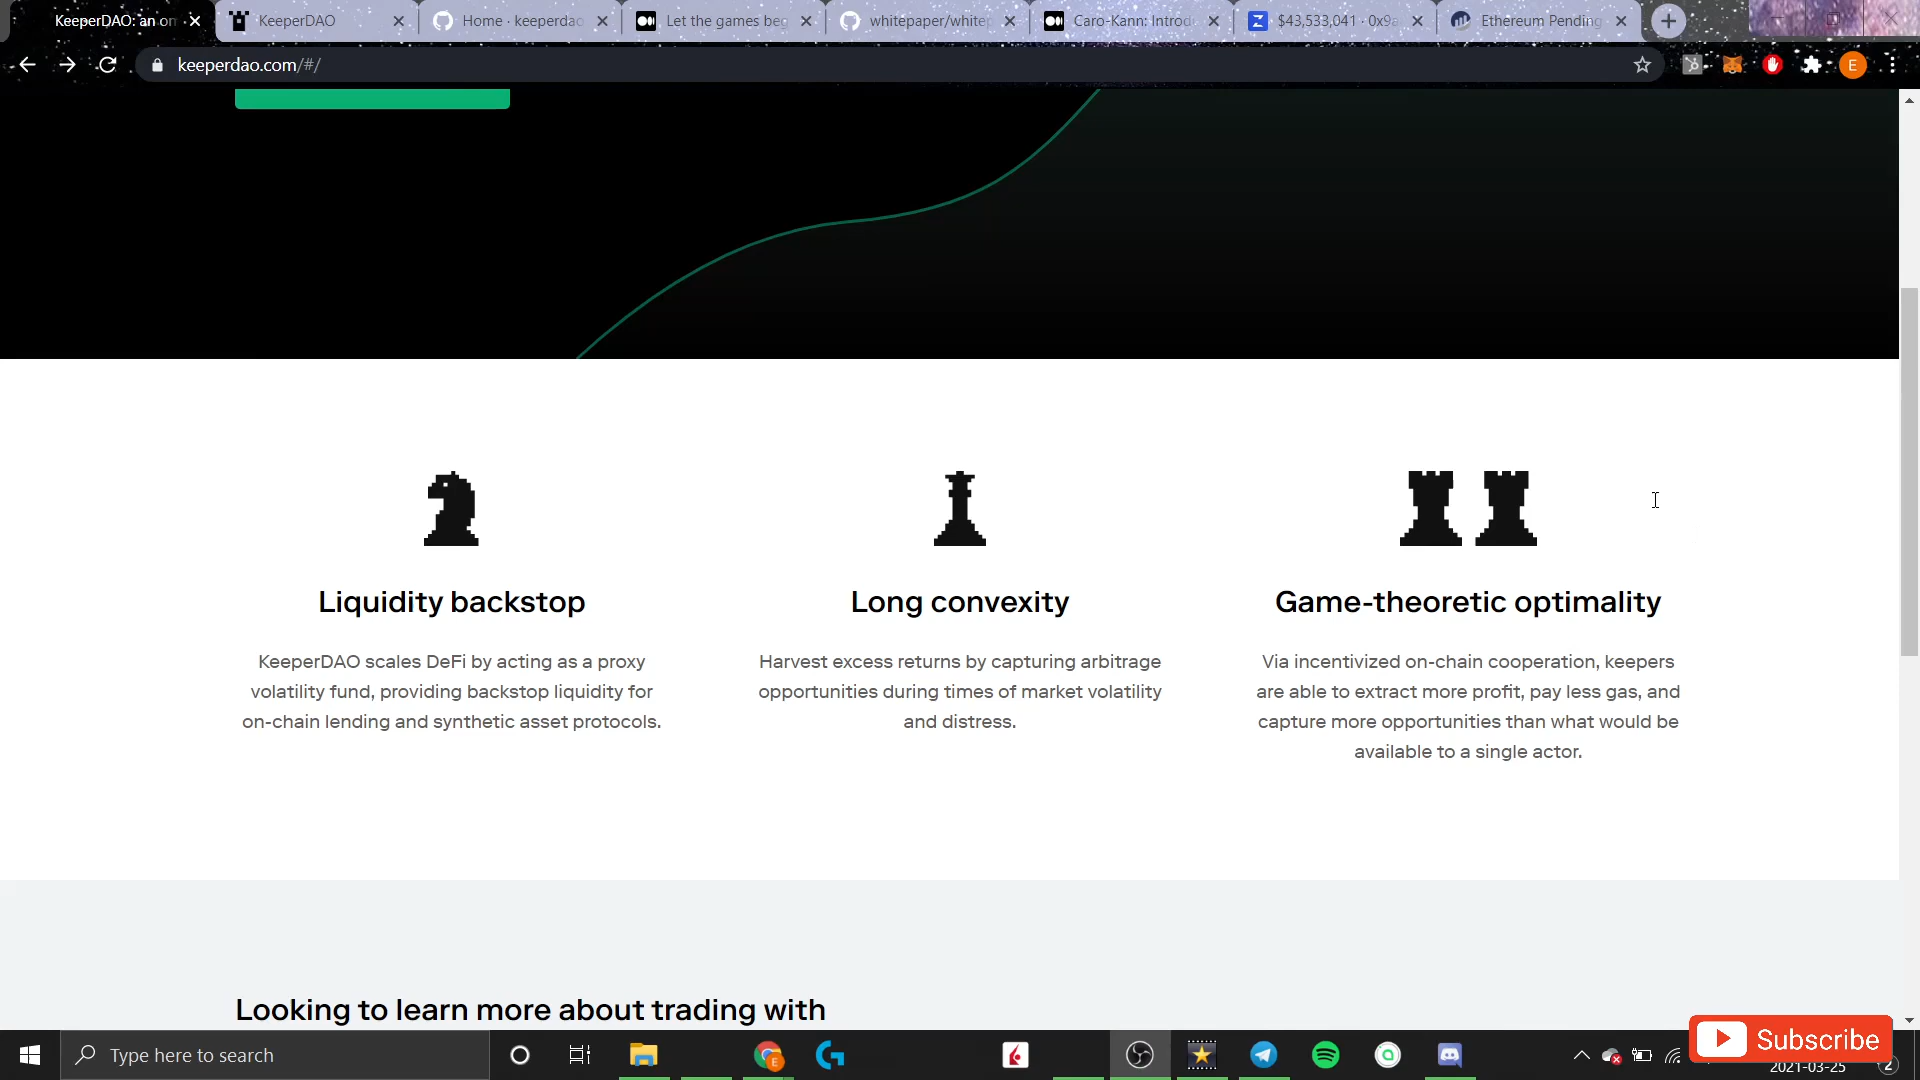 KeeperDAO: an on
KeeperDAO
Home · keeperdao
Let the games beg
whitepaper/whitep
Caro-Kann: Introd
$43,533,041 · 0x9a
Ethereum Pending
keeperdao.com/#/
E
Liquidity backstop
KeeperDAO scales DeFi by acting as a proxy
volatility fund, providing backstop liquidity for
on-chain lending and synthetic asset protocols.
Long convexity
Harvest excess returns by capturing arbitrage
opportunities during times of market volatility
and distress.
Game-theoretic optimality
Via incentivized on-chain cooperation, keepers
are able to extract more profit, pay less gas, and
capture more opportunities than what would be
available to a single actor.
Looking to learn more about trading with
Type here to search
Subscribe
2021-03-25
2